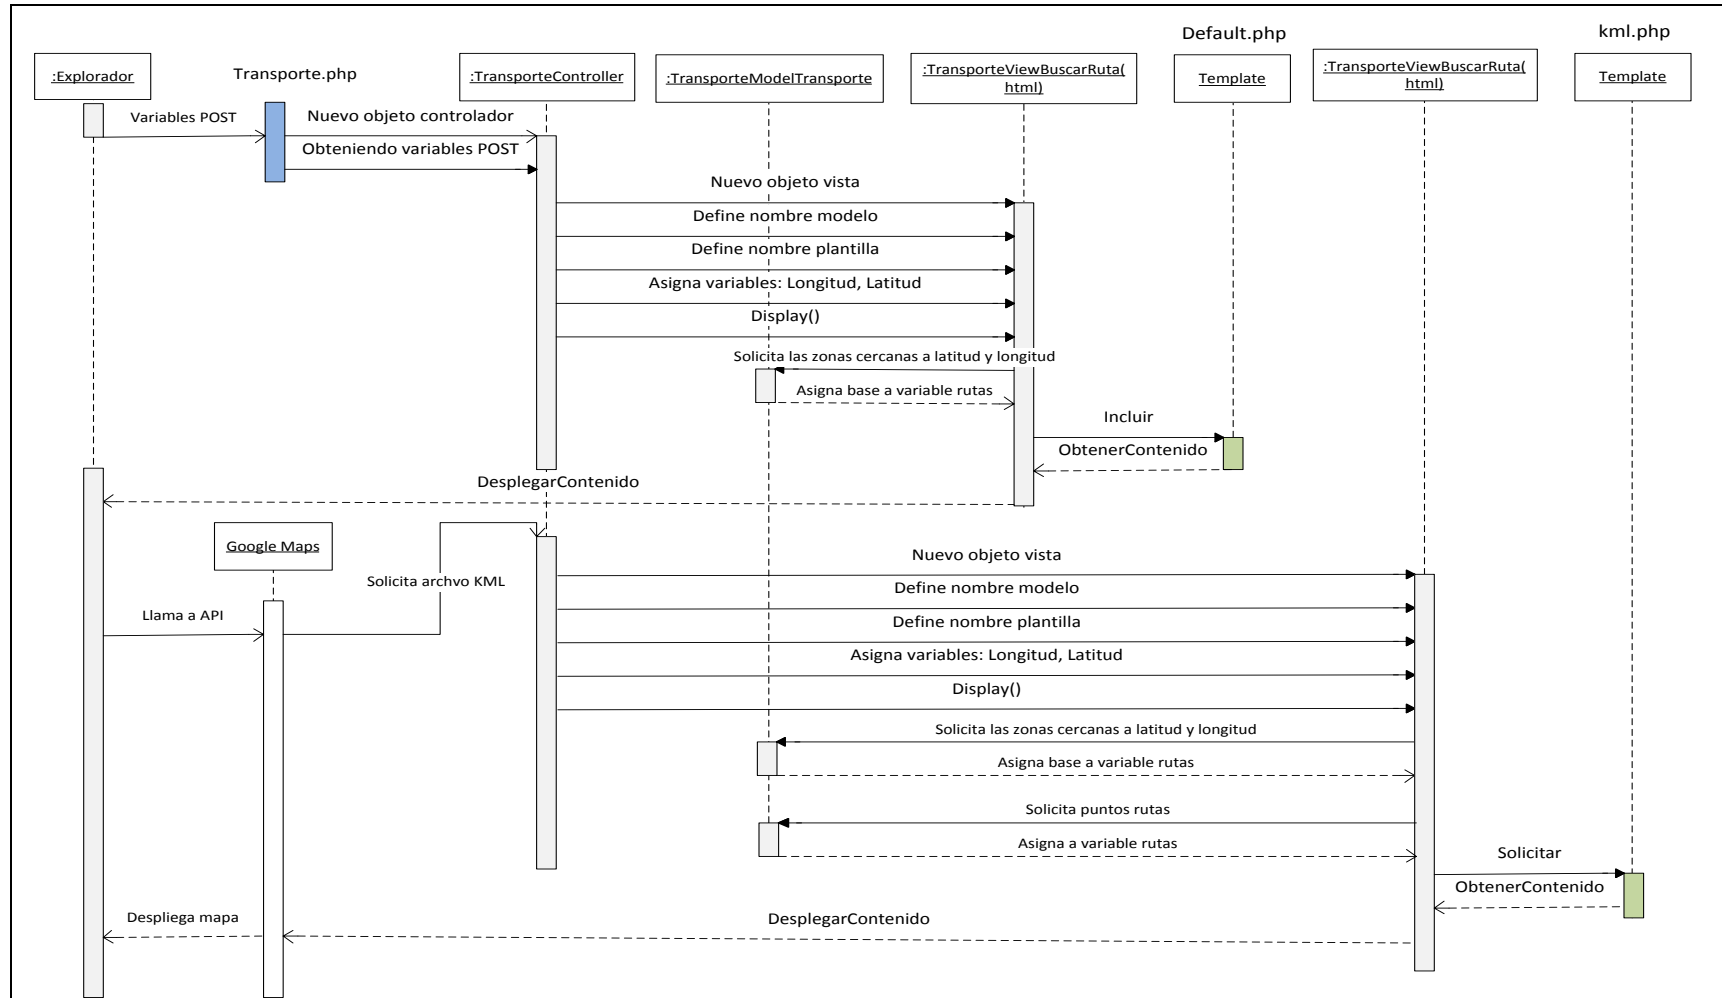 Default.php
kml.php
:Explorador
Transporte.php
:TransporteController
:TransporteModelTransporte
:TransporteViewBuscarRuta(
html)
Template
:TransporteViewBuscarRuta(
html)
Template
Variables POST
Nuevo objeto controlador
Obteniendo variables POST
Nuevo objeto vista
Define nombre modelo
Define nombre plantilla
Asigna variables: Longitud, Latitud
Display()
Solicita las zonas cercanas a latitud y longitud
Asigna base a variable rutas
Incluir
ObtenerContenido
DesplegarContenido
Google Maps
Solicita archvo KML
Llama a API
Nuevo objeto vista
Define nombre modelo
Define nombre plantilla
Asigna variables: Longitud, Latitud
Display()
Solicita las zonas cercanas a latitud y longitud
Asigna base a variable rutas
Solicita puntos rutas
Asigna a variable rutas
Solicitar
ObtenerContenido
DesplegarContenido
Despliega mapa